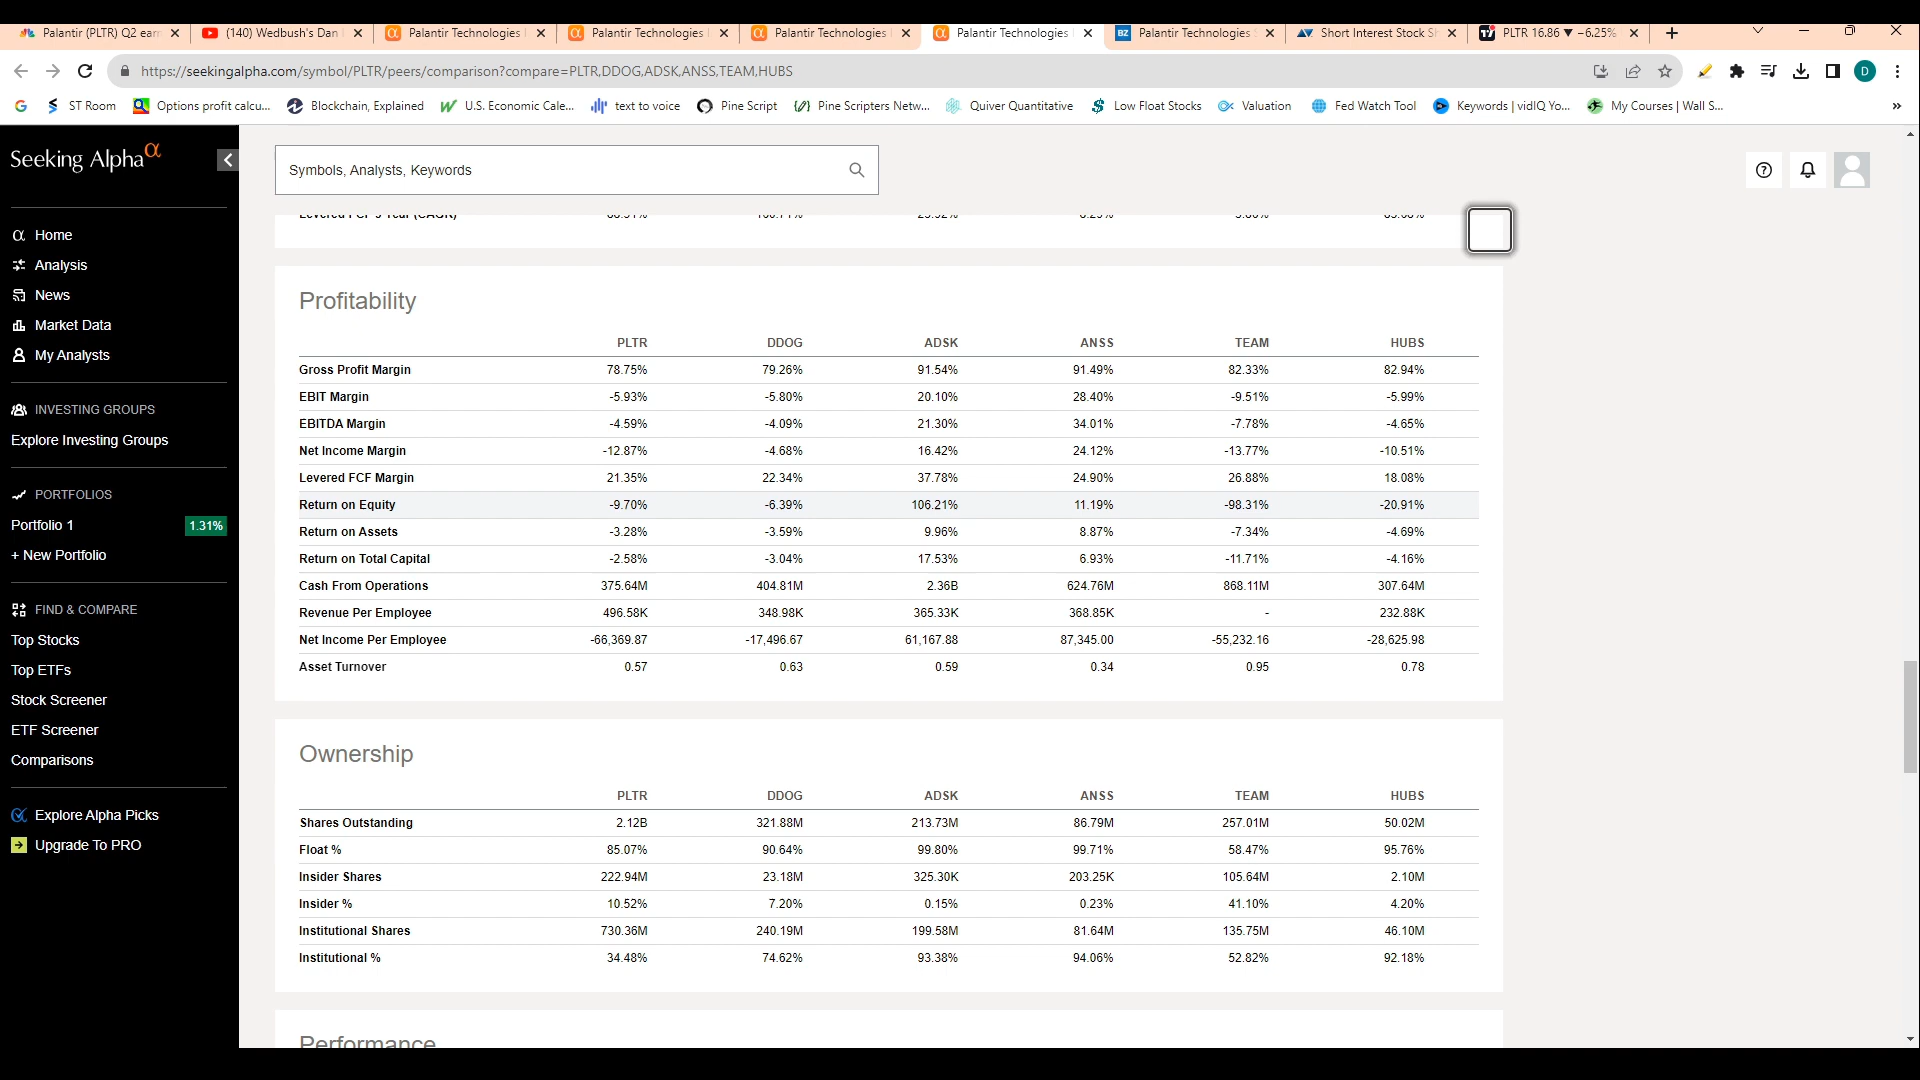 Palantir (PLTR) Q2 earn
(140) Wedbush's Dan
Palantir Technologies
Palantir Technologies
Palantir Technologies
Palantir Technologies
Palantir Technologies
Short Interest Stock
PLTR 16.86 ▼ −6.25%
https://seekingalpha.com/symbol/PLTR/peers/comparison?compare=PLTR,DDOG,ADSK,ANSS,TEAM,HUBS
D
ST Room
Options profit calcu...
Blockchain, Explained
U.S. Economic Cale...
text to voice
Pine Script
Pine Scripters Netw...
Quiver Quantitative
Low Float Stocks
Valuation
Fed Watch Tool
Keywords | vidIQ Yo...
My Courses | Wall S...
Seeking Alpha α
Symbols, Analysts, Keywords
Home
Analysis
News
Market Data
My Analysts
INVESTING GROUPS
Explore Investing Groups
PORTFOLIOS
Portfolio 1 1.31%
+ New Portfolio
FIND & COMPARE
Top Stocks
Top ETFs
Stock Screener
ETF Screener
Comparisons
Explore Alpha Picks
Upgrade To PRO
Profitability
PLTR DDOG ADSK ANSS TEAM HUBS
Gross Profit Margin 78.75% 79.26% 91.54% 91.49% 82.33% 82.94%
EBIT Margin -5.93% -5.80% 20.10% 28.40% -9.51% -5.99%
EBITDA Margin -4.59% -4.09% 21.30% 34.01% -7.78% -4.65%
Net Income Margin -12.87% -4.68% 16.42% 24.12% -13.77% -10.51%
Levered FCF Margin 21.35% 22.34% 37.78% 24.90% 26.88% 18.08%
Return on Equity -9.70% -6.39% 106.21% 11.19% -98.31% -20.91%
Return on Assets -3.28% -3.59% 9.96% 8.87% -7.34% -4.69%
Return on Total Capital -2.58% -3.04% 17.53% 6.93% -11.71% -4.16%
Cash From Operations 375.64M 404.81M 2.36B 624.76M 868.11M 307.64M
Revenue Per Employee 496.58K 348.98K 365.33K 368.85K - 232.88K
Net Income Per Employee -66,369.87 -17,496.67 61,167.88 87,345.00 -55,232.16 -28,625.98
Asset Turnover 0.57 0.63 0.59 0.34 0.95 0.78
Ownership
PLTR DDOG ADSK ANSS TEAM HUBS
Shares Outstanding 2.12B 321.88M 213.73M 86.79M 257.01M 50.02M
Float % 85.07% 90.64% 99.80% 99.71% 58.47% 95.76%
Insider Shares 222.94M 23.18M 325.30K 203.25K 105.64M 2.10M
Insider % 10.52% 7.20% 0.15% 0.23% 41.10% 4.20%
Institutional Shares 730.36M 240.19M 199.58M 81.64M 135.75M 46.10M
Institutional % 34.48% 74.62% 93.38% 94.06% 52.82% 92.18%
Performance